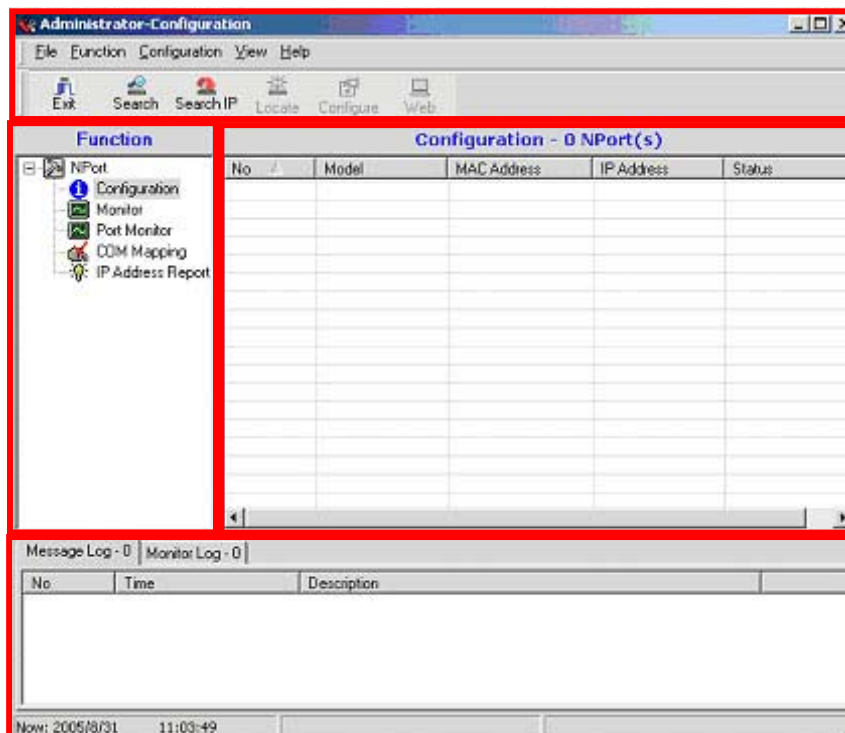 Administrator-Configuration
File Function Configuration View Help
Exit Search Search IP Locate Configure Web
Function
Configuration - 0 NPort(s)
NPort
Configuration
Monitor
Port Monitor
COM Mapping
IP Address Report
No Model MAC Address IP Address Status
Message Log - 0 Monitor Log - 0
No Time Description
Now: 2005/8/31 11:03:49